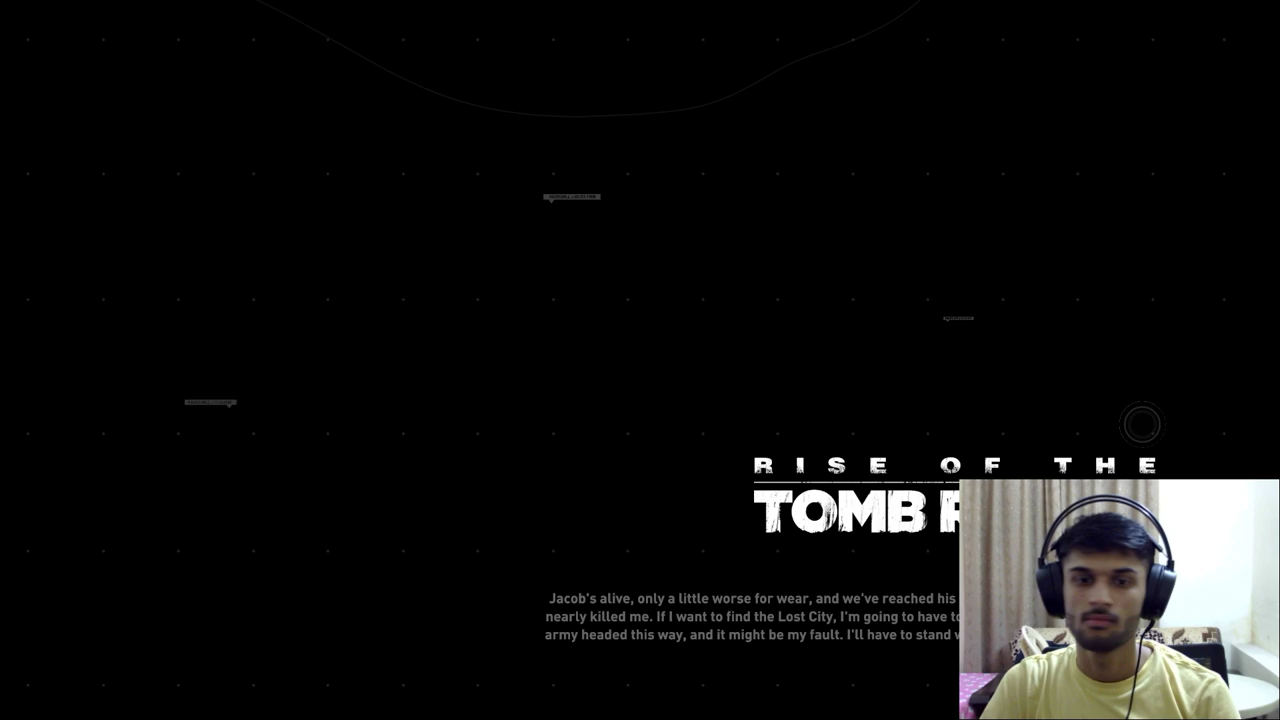 RISE OF THE
TOMB
Jacob's alive, only a little worse for wear, and we've reached his
nearly killed me. If I want to find the Lost City, I'm going to have to
army headed this way, and it might be my fault. I'll have to stand